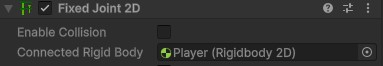 Fixed Joint 2D
Enable Collision
Connected Rigid Body Player (Rigidbody 2D)